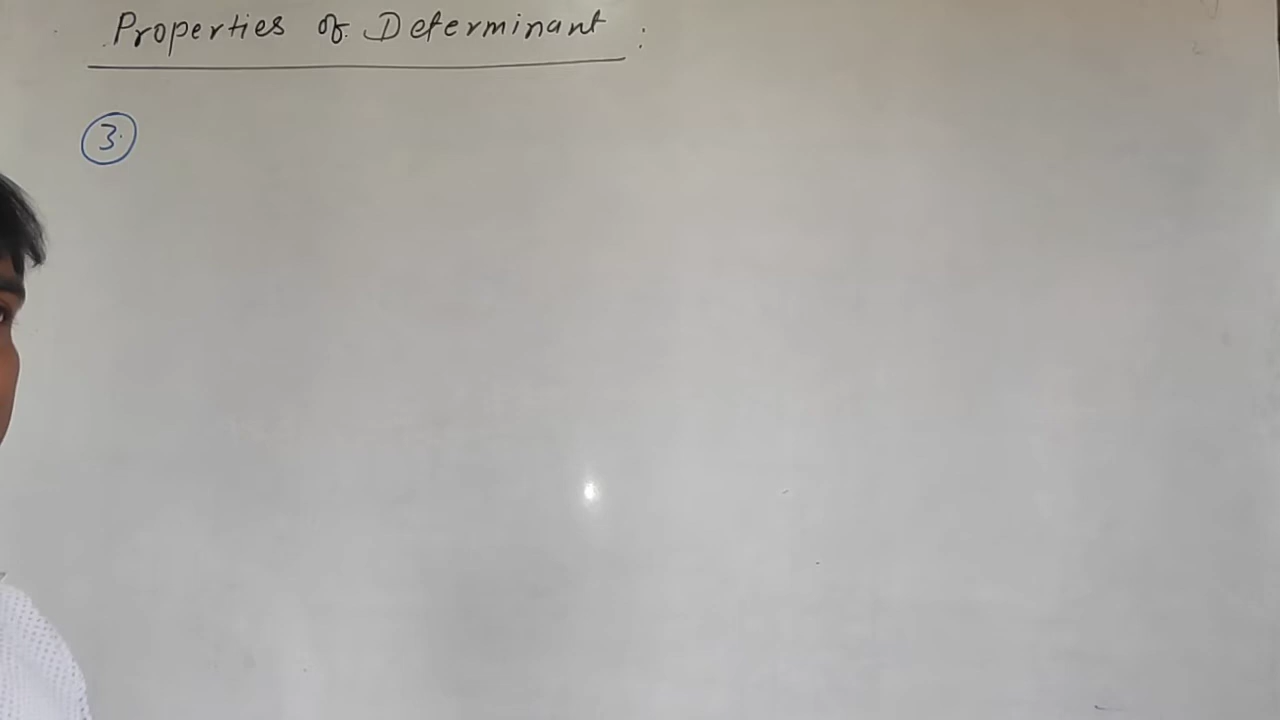 Properties of Determinant :
3.